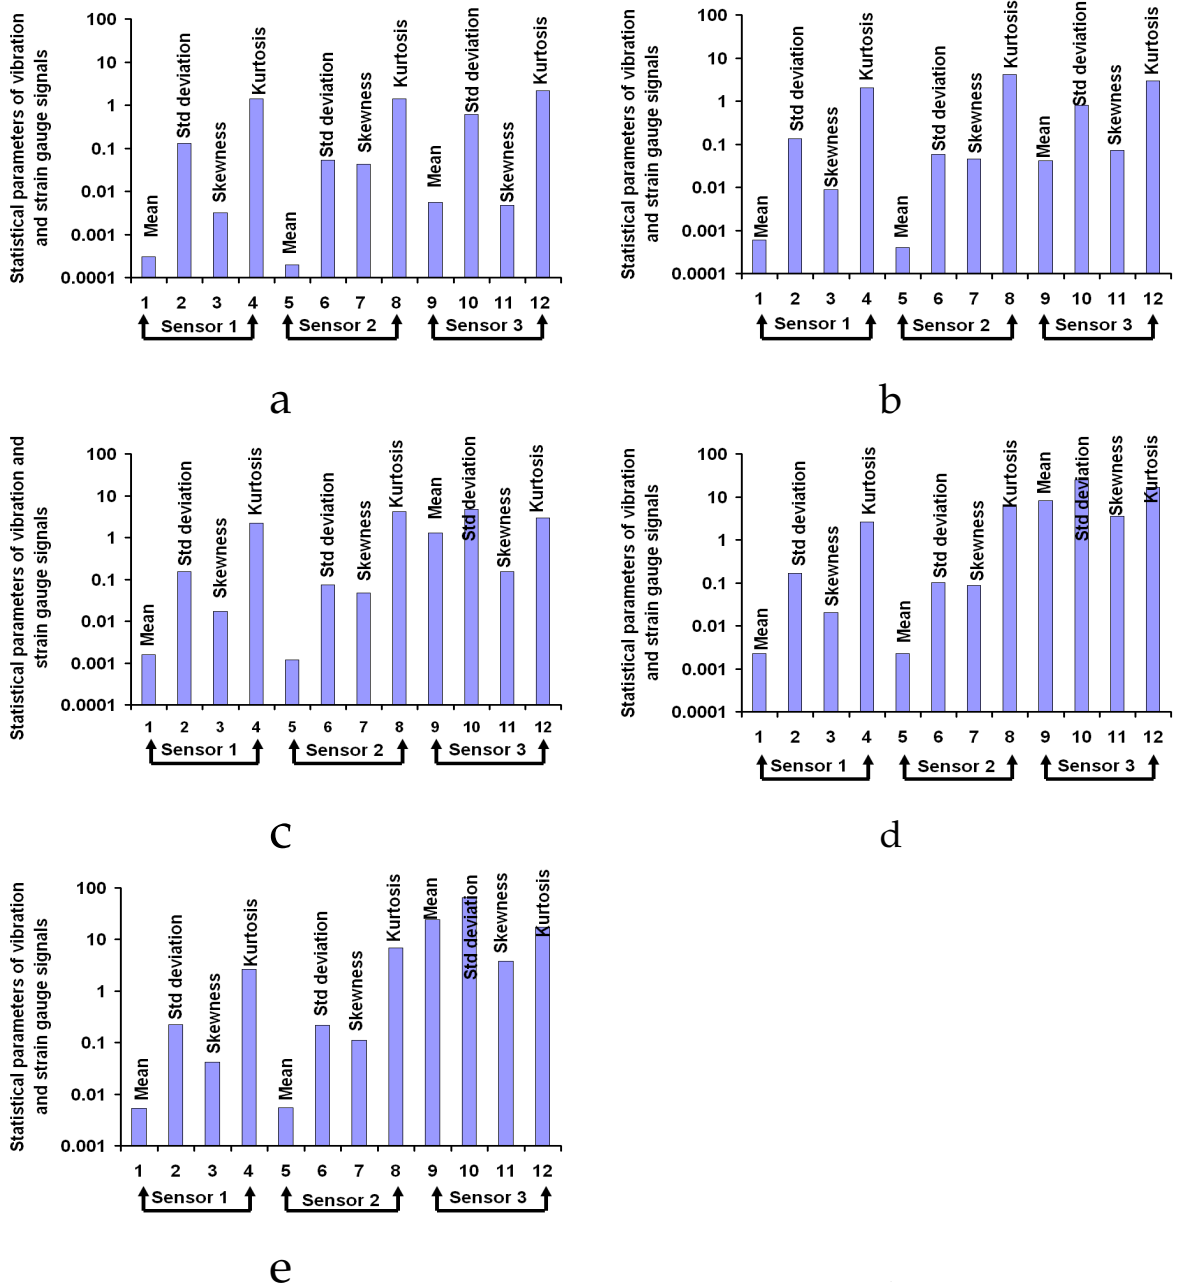 Statistical parameters of vibration
and strain gauge signals
100
10
1
0.1
0.01
0.001
0.0001
Mean
Std deviation
Skewness
Kurtosis
Mean
Std deviation
Skewness
Kurtosis
Mean
Std deviation
Skewness
Kurtosis
1 2 3 4 5 6 7 8 9 10 11 12
Sensor 1 Sensor 2 Sensor 3
a
Statistical parameters of vibration
and strain gauge signals
100
10
1
0.1
0.01
0.001
0.0001
Mean
Std deviation
Skewness
Kurtosis
Mean
Std deviation
Skewness
Kurtosis
Mean
Std deviation
Skewness
Kurtosis
1 2 3 4 5 6 7 8 9 10 11 12
Sensor 1 Sensor 2 Sensor 3
b
Statistical parameters of vibration and
strain gauge signals
100
10
1
0.1
0.01
0.001
0.0001
Mean
Std deviation
Skewness
Kurtosis
Std deviation
Skewness
Kurtosis
Mean
Std deviation
Skewness
Kurtosis
1 2 3 4 5 6 7 8 9 10 11 12
Sensor 1 Sensor 2 Sensor 3
c
Statistical parameters of vibration
and strain gauge signals
100
10
1
0.1
0.01
0.001
0.0001
Mean
Std deviation
Skewness
Kurtosis
Mean
Std deviation
Skewness
Kurtosis
Mean
Std deviation
Skewness
Kurtosis
1 2 3 4 5 6 7 8 9 10 11 12
Sensor 1 Sensor 2 Sensor 3
d
Statistical parameters of vibration
and strain gauge signals
100
10
1
0.1
0.01
0.001
Mean
Std deviation
Skewness
Kurtosis
Mean
Std deviation
Skewness
Kurtosis
Mean
Std deviation
Skewness
Kurtosis
1 2 3 4 5 6 7 8 9 10 11 12
Sensor 1 Sensor 2 Sensor 3
e